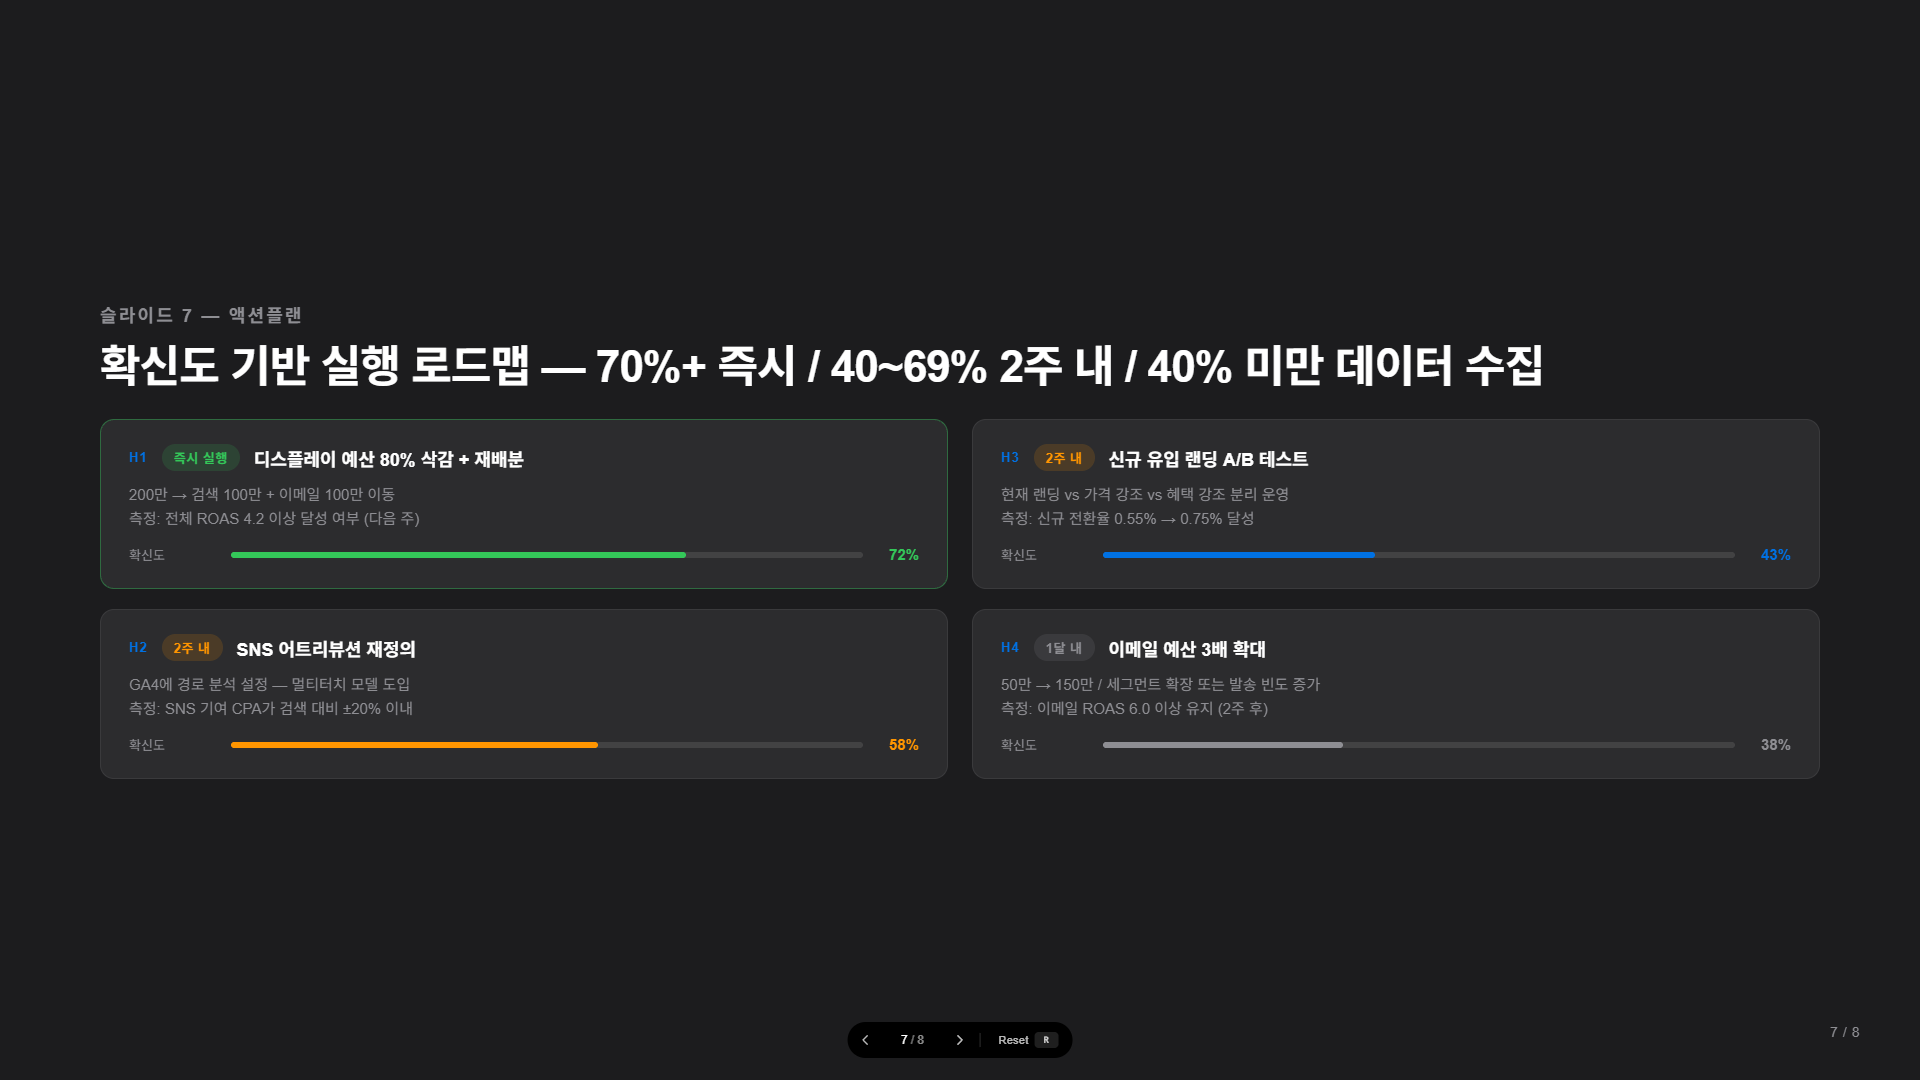 슬라이드 7 — 액션플랜
확신도 기반 실행 로드맵 — 70%+ 즉시 / 40~69% 2주 내 / 40% 미만 데이터 수집
H1 즉시 실행 디스플레이 예산 80% 삭감 + 재배분
200만 → 검색 100만 + 이메일 100만 이동
측정: 전체 ROAS 4.2 이상 달성 여부 (다음 주)
확신도 72%
H3 2주 내 신규 유입 랜딩 A/B 테스트
현재 랜딩 vs 가격 강조 vs 혜택 강조 분리 운영
측정: 신규 전환율 0.55% → 0.75% 달성
확신도 43%
H2 2주 내 SNS 어트리뷰션 재정의
GA4에 경로 분석 설정 — 멀티터치 모델 도입
측정: SNS 기여 CPA가 검색 대비 ±20% 이내
확신도 58%
H4 1달 내 이메일 예산 3배 확대
50만 → 150만 / 세그먼트 확장 또는 발송 빈도 증가
측정: 이메일 ROAS 6.0 이상 유지 (2주 후)
확신도 38%
7 / 8 Reset R
7 / 8